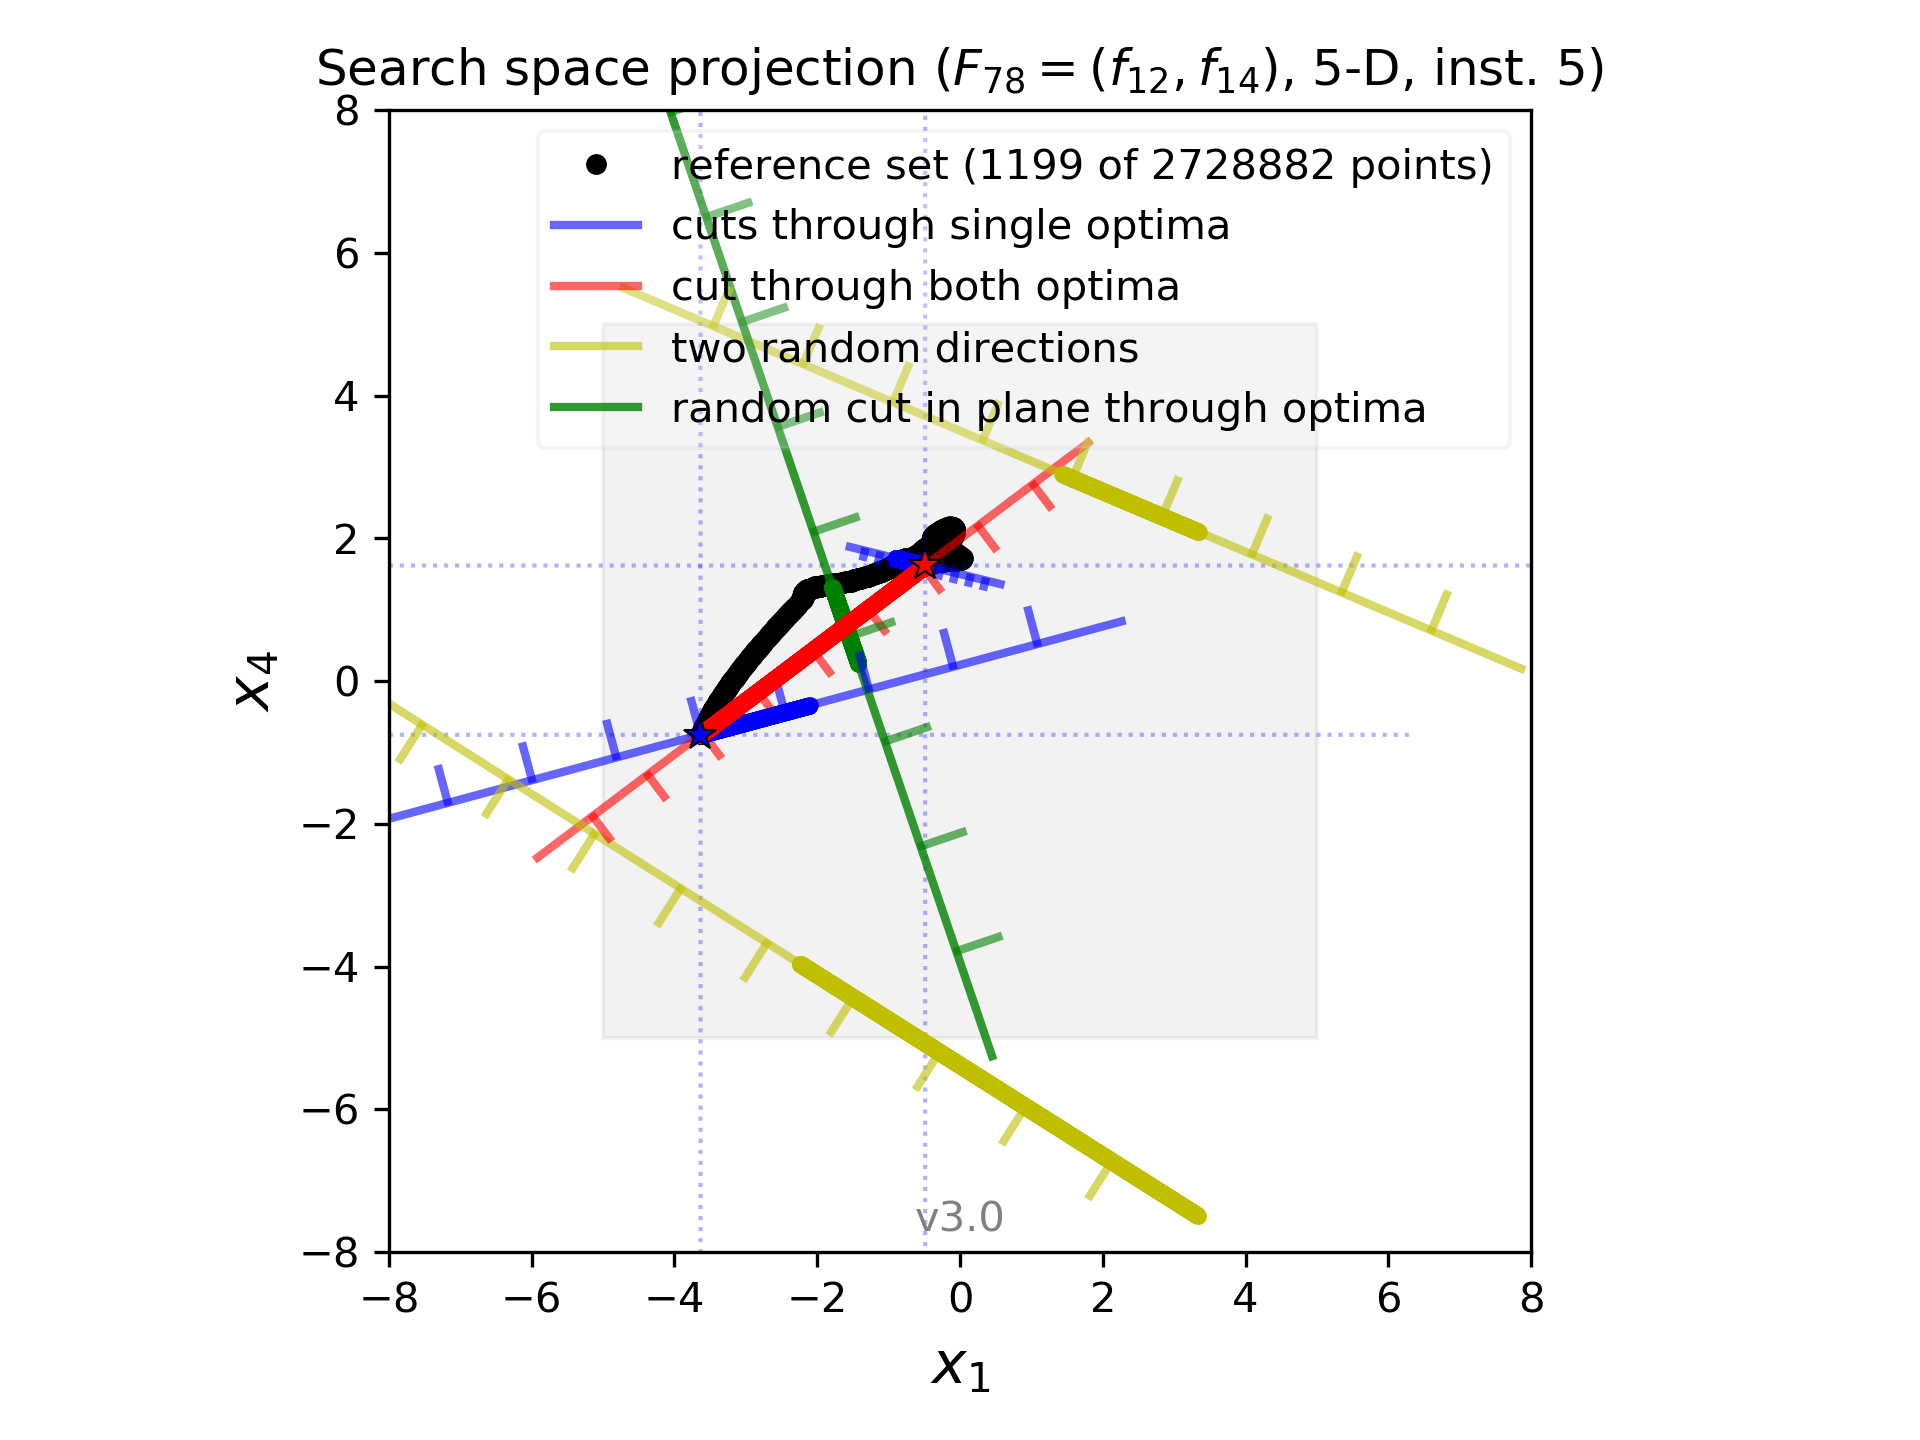 Search space projection (F₇₈ = (f₁₂, f₁₄), 5-D, inst. 5)
reference set (1199 of 2728882 points)
cuts through single optima
cut through both optima
two random directions
random cut in plane through optima
8
6
4
2
0
−2
−4
−6
−8
x₄
v3.0
−8 −6 −4 −2 0 2 4 6 8
x₁